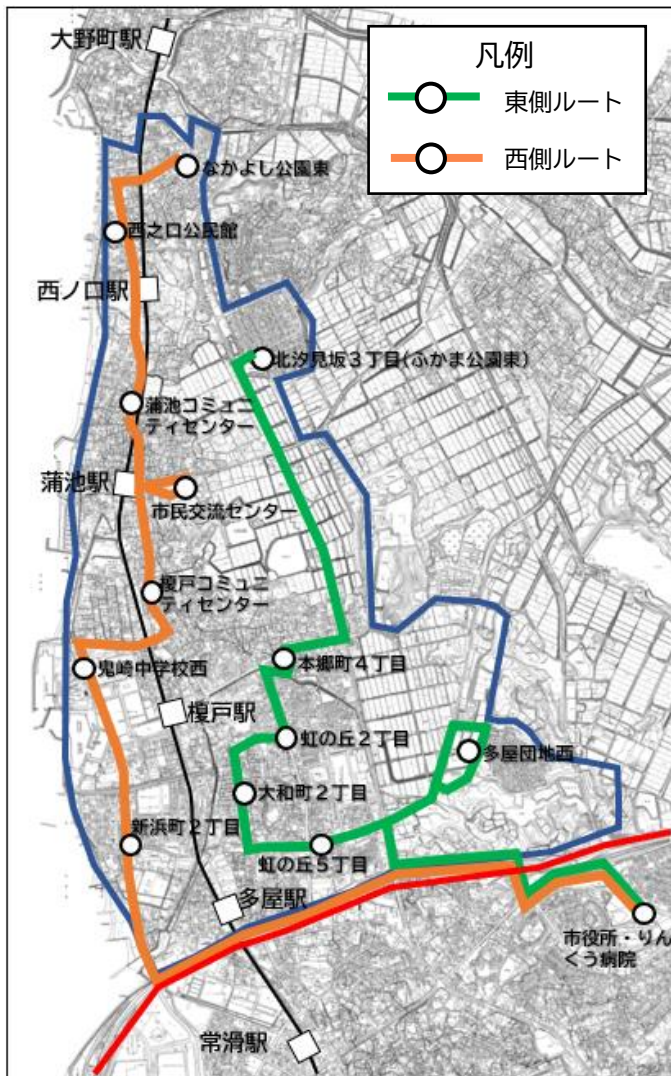 大野町駅
凡例
東側ルート
西側ルート
なかよし公園東
西之口公民館
西ノ口駅
北汐見坂３丁目(ふかま公園東)
蒲池コミュニ
ティセンター
蒲池駅
市民交流センター
榎戸コミュニ
ティセンター
本郷町４丁目
鬼崎中学校西
榎戸駅
虹の丘２丁目
多屋団地西
大和町２丁目
新浜町２丁目
虹の丘５丁目
多屋駅
市役所・りん
くう病院
常滑駅